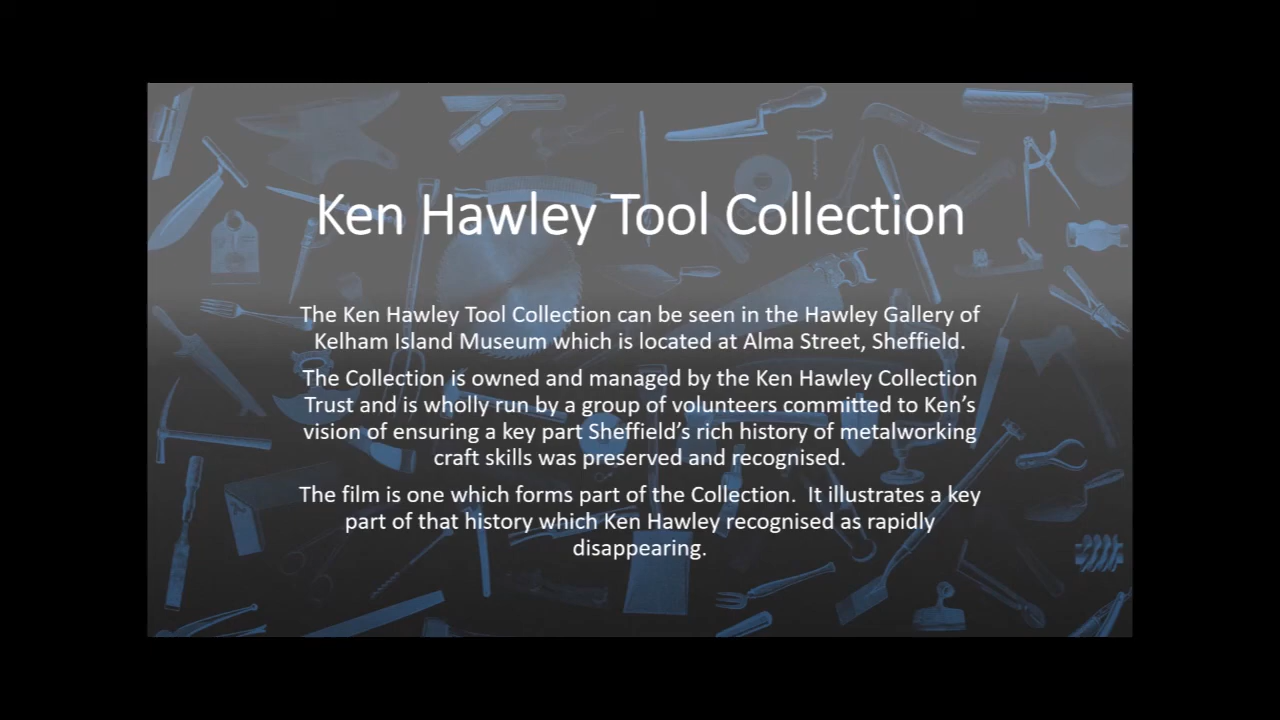 Ken Hawley Tool Collection
The Ken Hawley Tool Collection can be seen in the Hawley Gallery of
Kelham Island Museum which is located at Alma Street, Sheffield.
The Collection is owned and managed by the Ken Hawley Collection
Trust and is wholly run by a group of volunteers committed to Ken’s
vision of ensuring a key part Sheffield’s rich history of metalworking
craft skills was preserved and recognised.
The film is one which forms part of the Collection.  It illustrates a key
part of that history which Ken Hawley recognised as rapidly
disappearing.